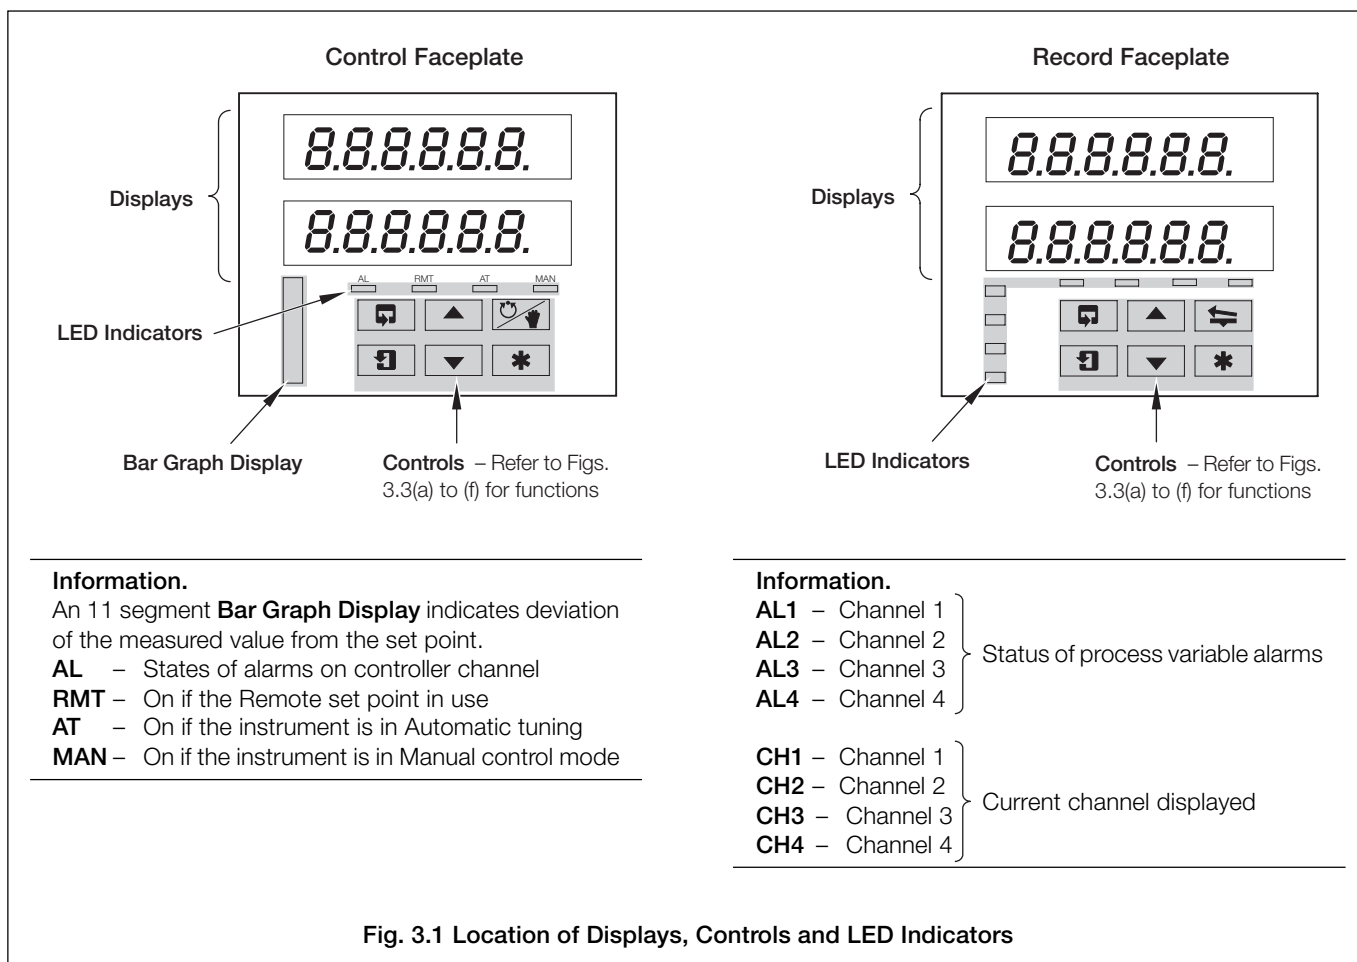 Control Faceplate
8.8.8.8.8.8.
8.8.8.8.8.8.
Displays
AL RMT AT MAN
LED Indicators
Bar Graph Display
Controls – Refer to Figs.
3.3(a) to (f) for functions
Information.
An 11 segment Bar Graph Display indicates deviation
of the measured value from the set point.
AL – States of alarms on controller channel
RMT – On if the Remote set point in use
AT – On if the instrument is in Automatic tuning
MAN – On if the instrument is in Manual control mode
Record Faceplate
8.8.8.8.8.8.
8.8.8.8.8.8.
Displays
LED Indicators
Controls – Refer to Figs.
3.3(a) to (f) for functions
Information.
AL1 – Channel 1
AL2 – Channel 2
AL3 – Channel 3
AL4 – Channel 4
Status of process variable alarms
CH1 – Channel 1
CH2 – Channel 2
CH3 – Channel 3
CH4 – Channel 4
Current channel displayed
Fig. 3.1 Location of Displays, Controls and LED Indicators